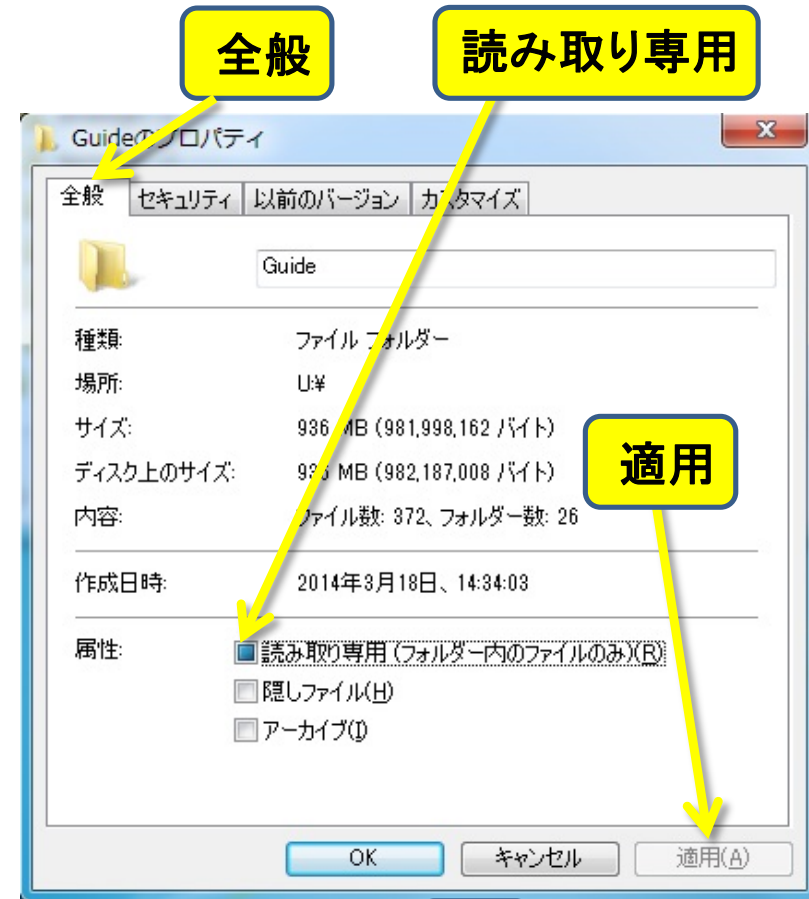 全般
読み取り専用
Guideのプロパティ
全般 セキュリティ 以前のバージョン カスタマイズ
Guide
種類: ファイル フォルダー
場所: U:¥
サイズ: 936 MB (981,998,162 バイト)
適用
ディスク上のサイズ: 936 MB (982,187,008 バイト)
内容: ファイル数: 372、フォルダー数: 26
作成日時: 2014年3月18日、14:34:03
属性: 読み取り専用 (フォルダー内のファイルのみ)(R)
隠しファイル(H)
アーカイブ(I)
OK キャンセル 適用(A)